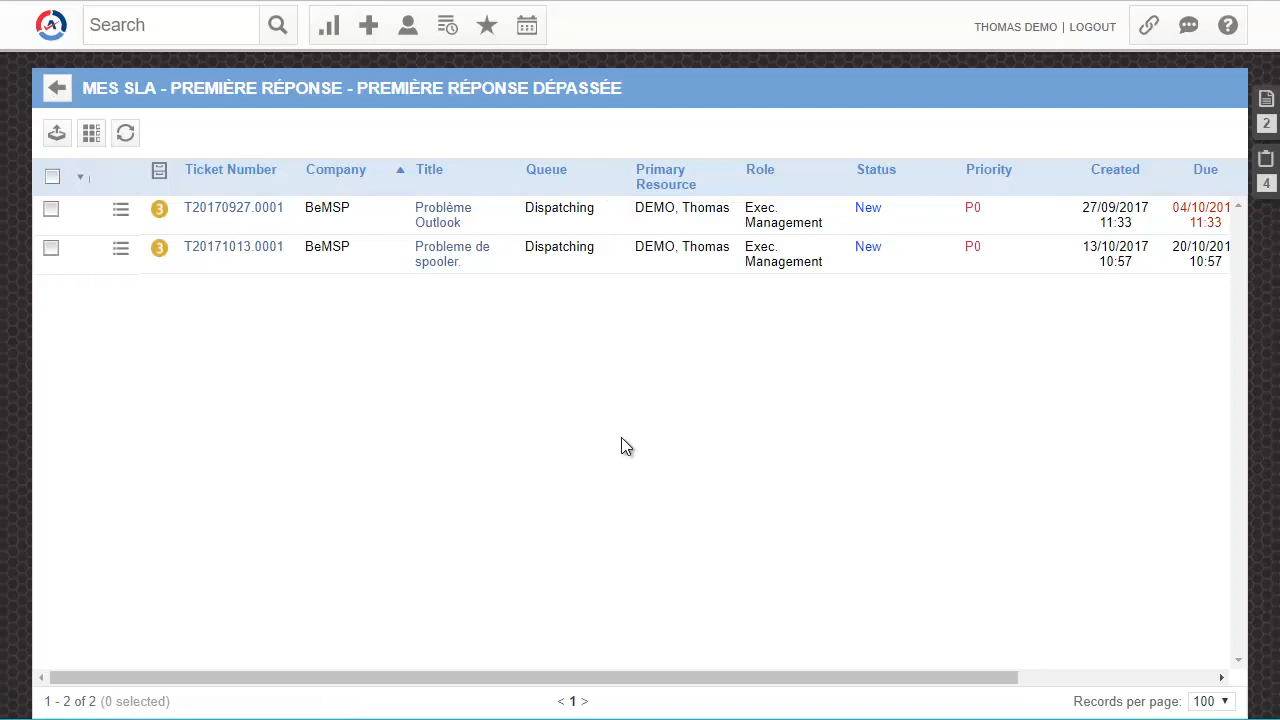 Search
THOMAS DEMO | LOGOUT
MES SLA - PREMIÈRE RÉPONSE - PREMIÈRE RÉPONSE DÉPASSÉE
2
4
Ticket Number Company Title Queue Primary Resource Role Status Priority Created Due
3 T20170927.0001 BeMSP Problème Dispatching DEMO, Thomas Exec. New P0 27/09/2017 04/10/201
Outlook Management 11:33 11:33
3 T20171013.0001 BeMSP Probleme de Dispatching DEMO, Thomas Exec. New P0 13/10/2017 20/10/201
spooler. Management 10:57 10:57
1 - 2 of 2 (0 selected) < 1 > Records per page: 100